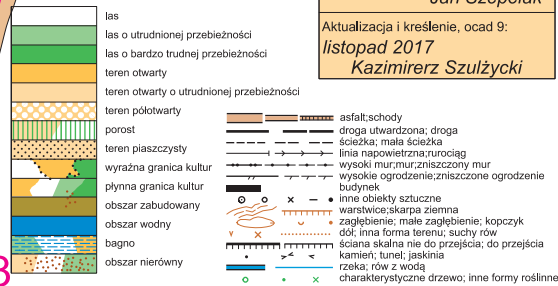 Jan Szopciak
Aktualizacja i kreślenie, ocad 9:
listopad 2017
Kazimirerz Szulżycki
las
las o utrudnionej przebieżności
las o bardzo trudnej przebieżności
teren otwarty
teren otwarty o utrudnionej przebieżności
teren półotwarty
porost
teren piaszczysty
wyraźna granica kultur
płynna granica kultur
obszar zabudowany
obszar wodny
bagno
obszar nierówny
asfalt;schody
droga utwardzona; droga
ścieżka; mała ścieżka
linia napowietrzna;rurociąg
wysoki mur;mur;zniszczony mur
wysokie ogrodzenie;zniszczone ogrodzenie
budynek
inne obiekty sztuczne
warstwice;skarpa ziemna
zagłębienie; małe zagłębienie; kopczyk
dół; inna forma terenu; suchy rów
ściana skalna nie do przejścia; do przejścia
kamień; tunel; jaskinia
rzeka; rów z wodą
charakterystyczne drzewo; inne formy roślinne
3